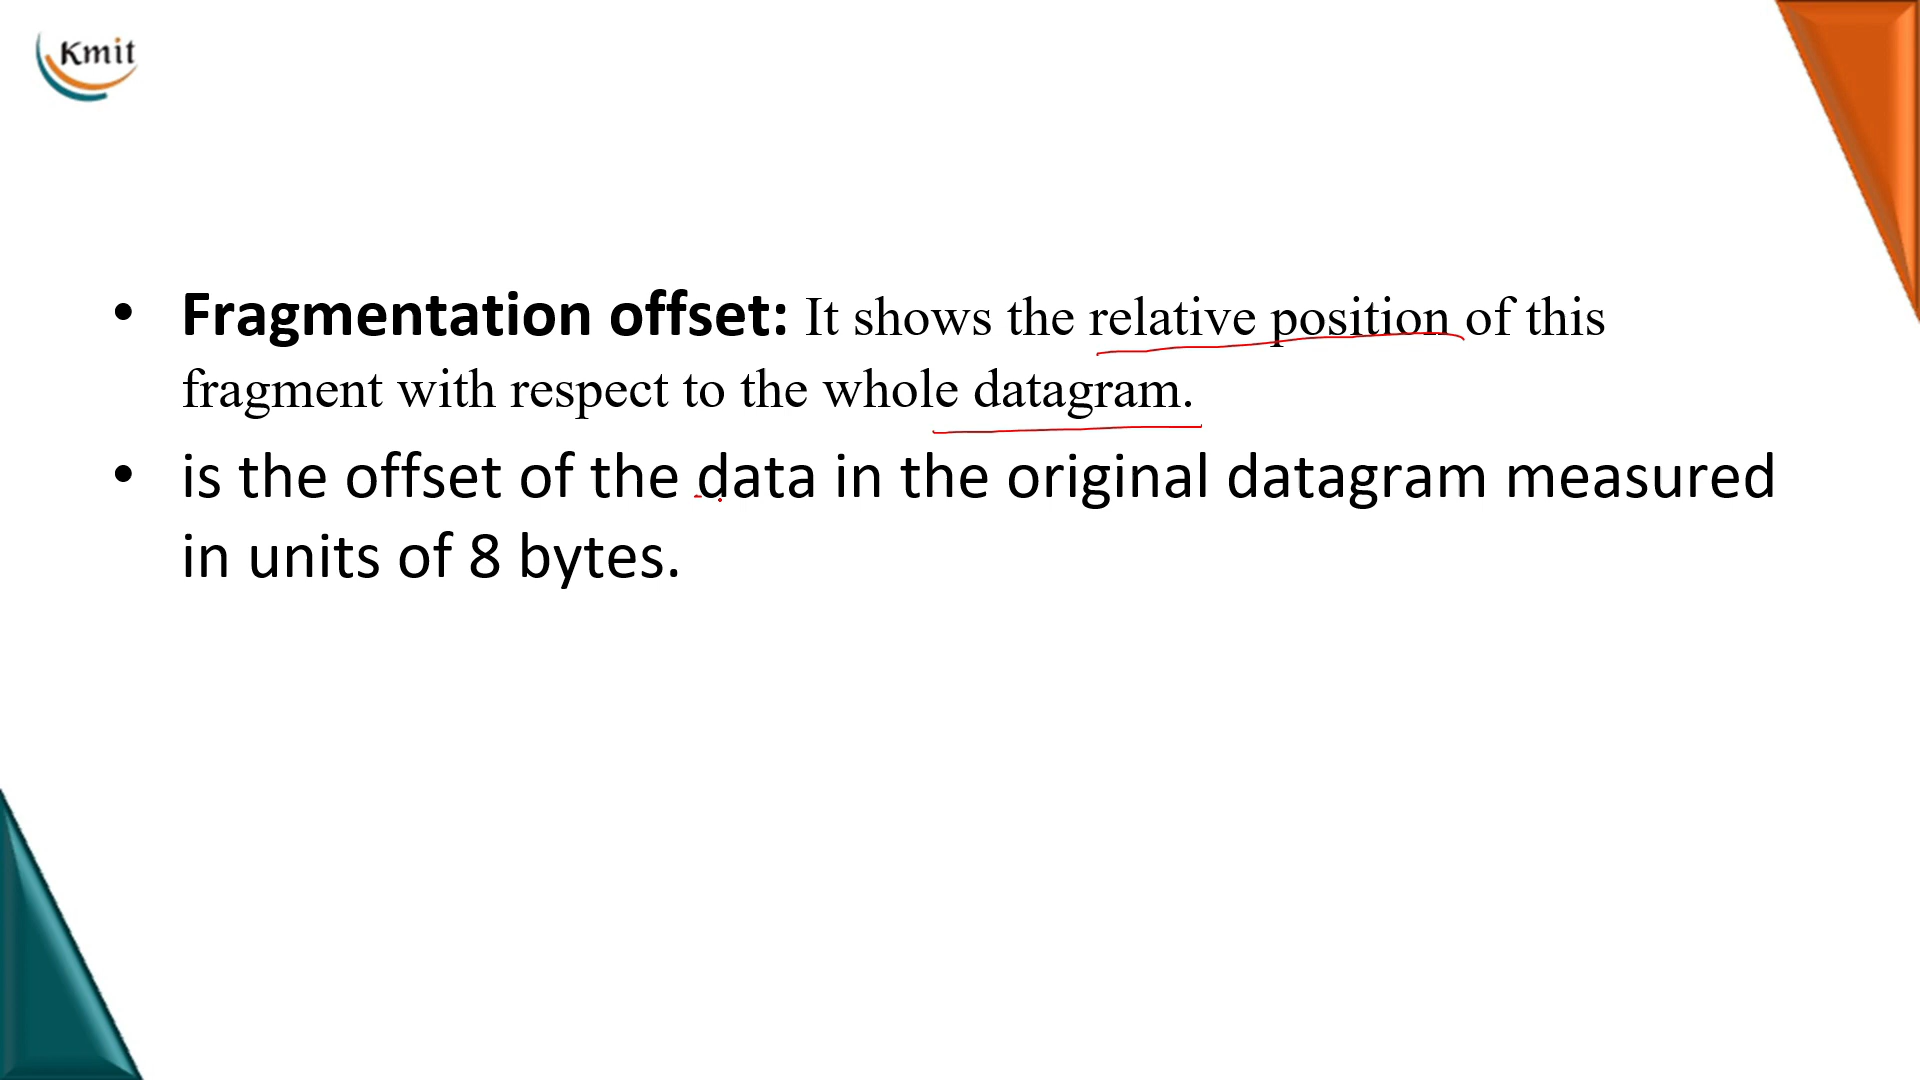 Kmit
• Fragmentation offset: It shows the relative position of this
fragment with respect to the whole datagram.
• is the offset of the data in the original datagram measured
in units of 8 bytes.